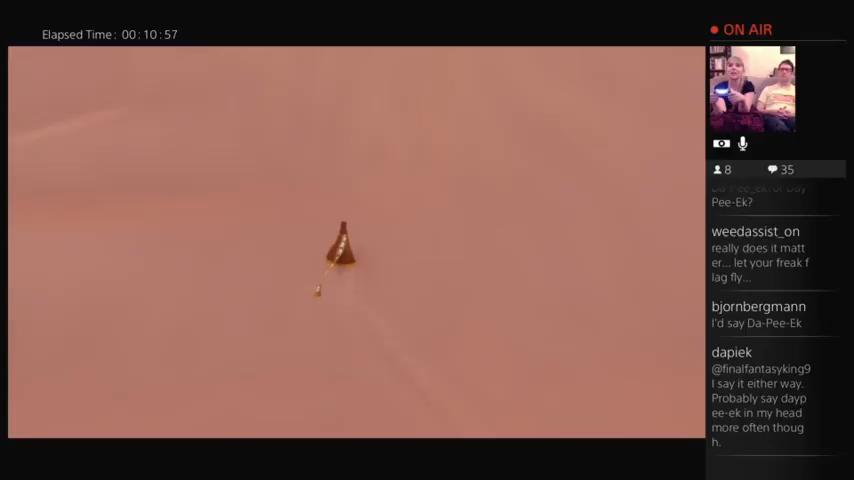 Elapsed Time: 00:10:57
ON AIR
8
35
Pee-Ek?
weedassist_on
really does it matt
er... let your freak f
lag fly...
bjornbergmann
I'd say Da-Pee-Ek
dapiek
@finalfantasyking9
I say it either way.
Probably say dayp
ee-ek in my head
more often thoug
h.